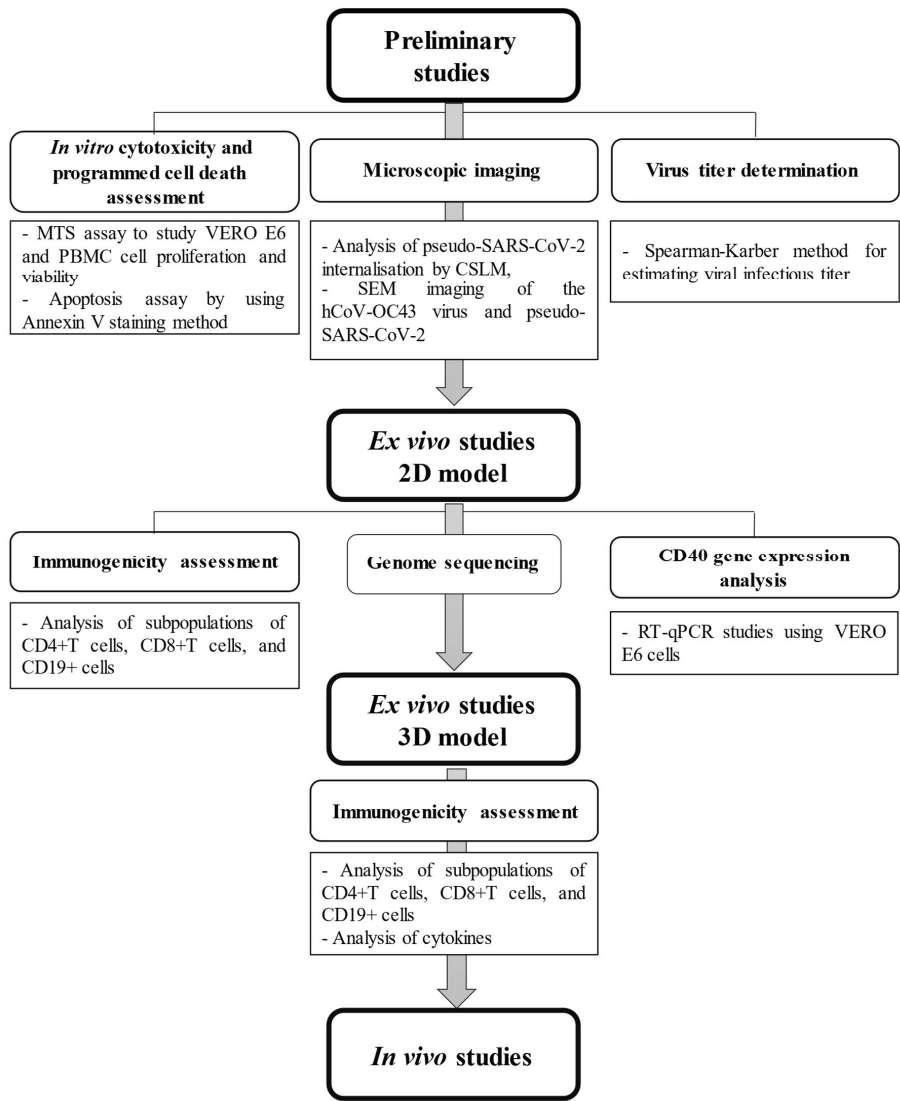 Preliminary
studies
In vitro cytotoxicity and
programmed cell death
assessment
- MTS assay to study VERO E6
and PBMC cell proliferation and
viability
- Apoptosis assay by using
Annexin V staining method
Microscopic imaging
- Analysis of pseudo-SARS-CoV-2
internalisation by CSLM,
- SEM imaging of the
hCoV-OC43 virus and pseudo-
SARS-CoV-2
Virus titer determination
- Spearman-Karber method for
estimating viral infectious titer
Ex vivo studies
2D model
Immunogenicity assessment
- Analysis of subpopulations of
CD4+T cells, CD8+T cells, and
CD19+ cells
Genome sequencing
CD40 gene expression
analysis
- RT-qPCR studies using VERO
E6 cells
Ex vivo studies
3D model
Immunogenicity assessment
- Analysis of subpopulations of
CD4+T cells, CD8+T cells, and
CD19+ cells
- Analysis of cytokines
In vivo studies